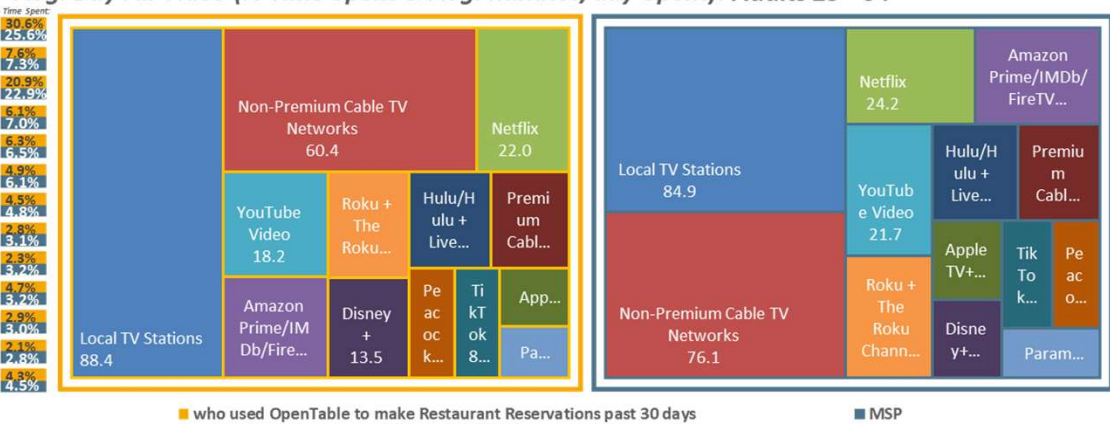 Time Spent:
30.6%
25.6%
7.6%
7.3%
20.9%
22.9%
6.1%
7.0%
6.3%
6.5%
4.9%
6.1%
4.5%
4.8%
2.8%
3.1%
2.3%
3.2%
4.7%
3.2%
2.9%
3.0%
2.1%
2.8%
4.3%
4.5%
Local TV Stations
88.4
Non-Premium Cable TV
Networks
60.4
Netflix
22.0
YouTube
Video
18.2
Roku +
The
Roku...
Hulu/H
ulu +
Live...
Premi
um
Cabl...
Amazon
Prime/IM
Db/Fire...
Disney
+
13.5
Pe
ac
oc
k...
Ti
kT
ok
8...
App...
Pa...
Local TV Stations
84.9
Non-Premium Cable TV
Networks
76.1
Netflix
24.2
Amazon
Prime/IMDb/
FireTV...
YouTub
e Video
21.7
Hulu/H
ulu +
Live...
Premiu
m
Cabl...
Roku +
The
Roku
Chann...
Apple
TV+...
Tik
To
k...
Pe
ac
o...
Disne
y+...
Param...
who used OpenTable to make Restaurant Reservations past 30 days
MSP